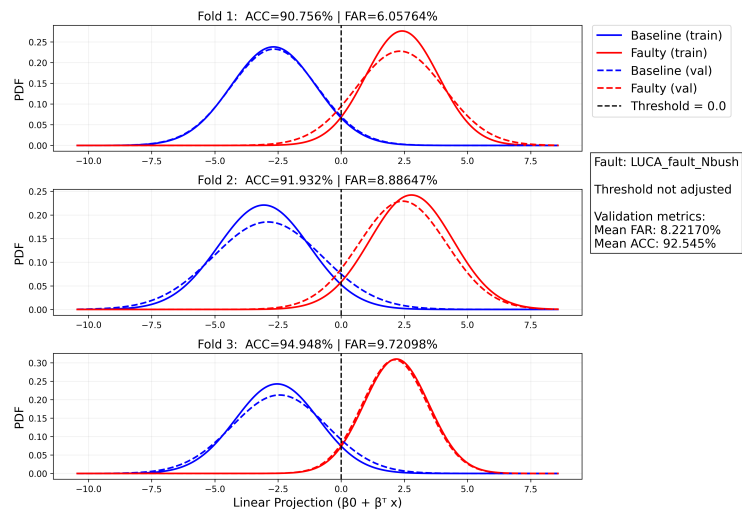 Fold 1:  ACC=90.756% | FAR=6.05764%
PDF
0.25
0.20
0.15
0.10
0.05
0.00
−10.0 −7.5 −5.0 −2.5 0.0 2.5 5.0 7.5
Baseline (train)
Faulty (train)
Baseline (val)
Faulty (val)
Threshold = 0.0
Fault: LUCA_fault_Nbush
Threshold not adjusted
Validation metrics:
Mean FAR: 8.22170%
Mean ACC: 92.545%
Fold 2:  ACC=91.932% | FAR=8.88647%
PDF
0.25
0.20
0.15
0.10
0.05
0.00
−10.0 −7.5 −5.0 −2.5 0.0 2.5 5.0 7.5
Fold 3:  ACC=94.948% | FAR=9.72098%
PDF
0.30
0.25
0.20
0.15
0.10
0.05
0.00
−10.0 −7.5 −5.0 −2.5 0.0 2.5 5.0 7.5
Linear Projection (β0 + βᵀ x)